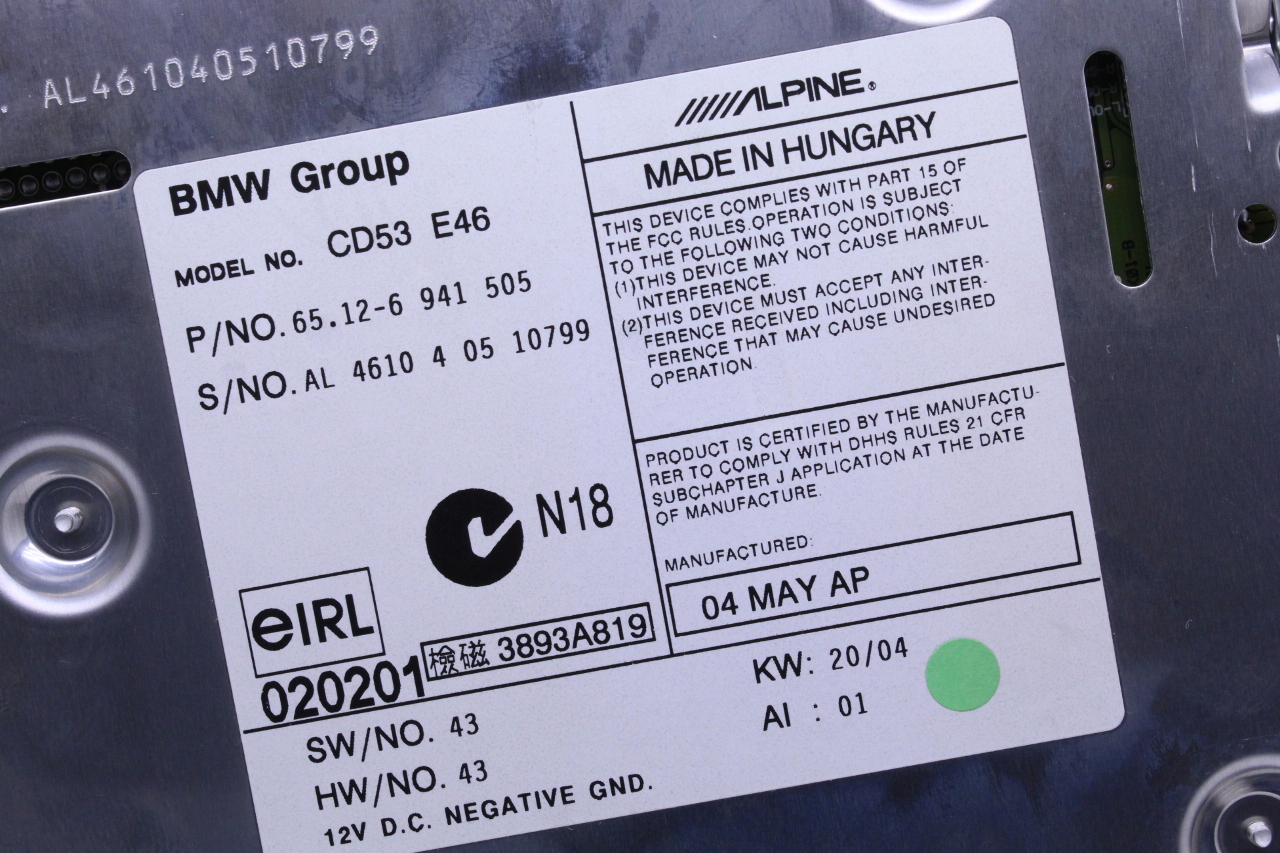 AL461040510799
BMW Group
MODEL NO. CD53 E46
P/NO. 65.12-6 941 505
S/NO. AL 4610 4 05 10799
N18
eIRL
020201
檢磁 3893A819
ALPINE®
MADE IN HUNGARY
THIS DEVICE COMPLIES WITH PART 15 OF
THE FCC RULES.OPERATION IS SUBJECT
TO THE FOLLOWING TWO CONDITIONS:
(1)THIS DEVICE MAY NOT CAUSE HARMFUL
INTERFERENCE.
(2)THIS DEVICE MUST ACCEPT ANY INTER-
FERENCE RECEIVED INCLUDING INTER-
FERENCE THAT MAY CAUSE UNDESIRED
OPERATION.
PRODUCT IS CERTIFIED BY THE MANUFACTU-
RER TO COMPLY WITH DHHS RULES 21 CFR
SUBCHAPTER J APPLICATION AT THE DATE
OF MANUFACTURE.
MANUFACTURED:
04 MAY AP
KW: 20/04
AI : 01
SW/NO. 43
HW/NO. 43
12V D.C. NEGATIVE GND.